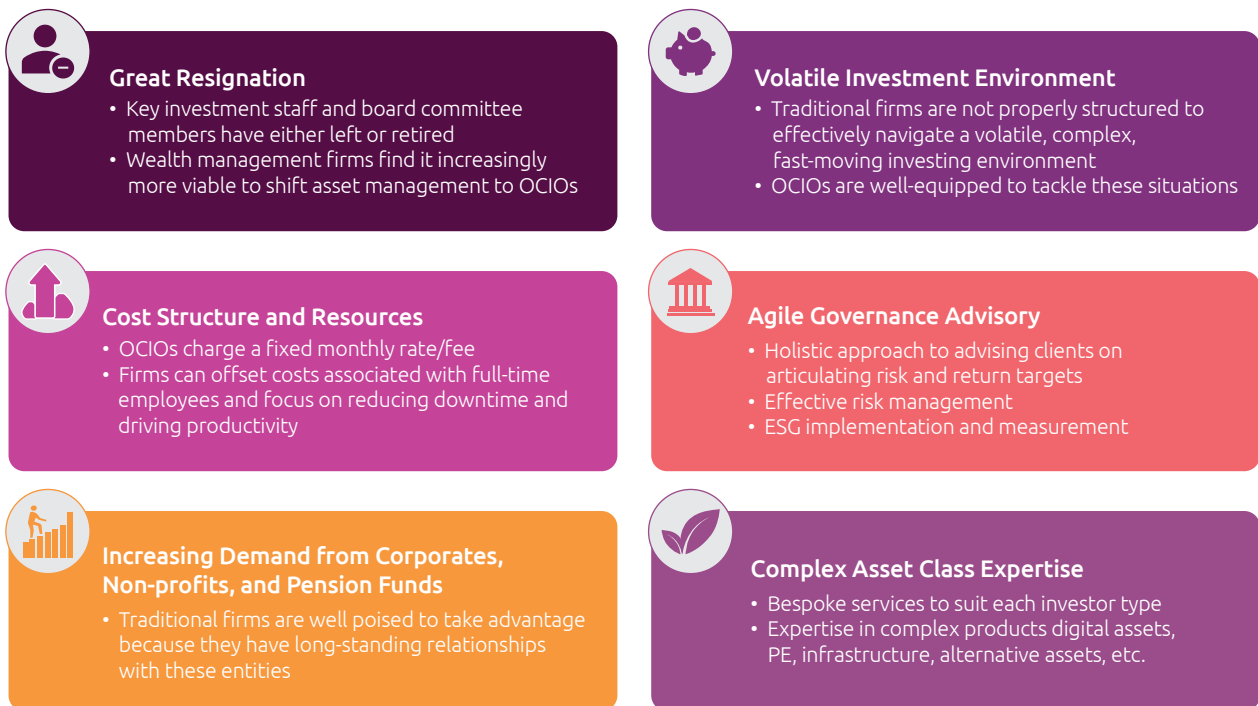 Great Resignation
• Key investment staff and board committee
members have either left or retired
• Wealth management firms find it increasingly
more viable to shift asset management to OCIOs
Volatile Investment Environment
• Traditional firms are not properly structured to
effectively navigate a volatile, complex,
fast-moving investing environment
• OCIOs are well-equipped to tackle these situations
Cost Structure and Resources
• OCIOs charge a fixed monthly rate/fee
• Firms can offset costs associated with full-time
employees and focus on reducing downtime and
driving productivity
Agile Governance Advisory
• Holistic approach to advising clients on
articulating risk and return targets
• Effective risk management
• ESG implementation and measurement
Increasing Demand from Corporates,
Non-profits, and Pension Funds
• Traditional firms are well poised to take advantage
because they have long-standing relationships
with these entities
Complex Asset Class Expertise
• Bespoke services to suit each investor type
• Expertise in complex products digital assets,
PE, infrastructure, alternative assets, etc.